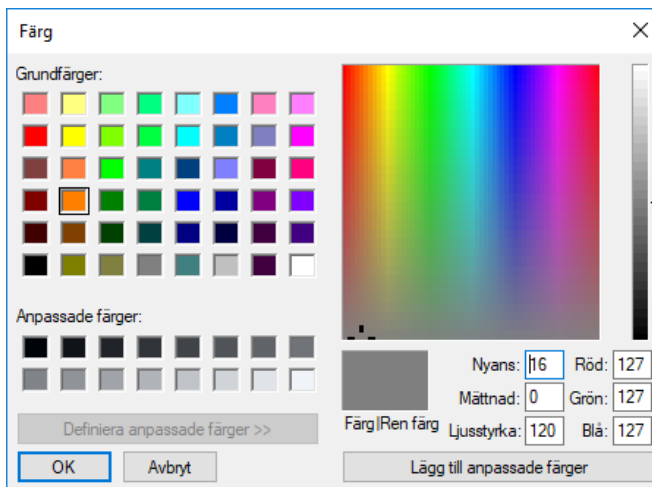 Färg
Grundfärger:
Anpassade färger:
Definiera anpassade färger >>
OK
Avbryt
Färg|Ren färg
Nyans: 16
Röd: 127
Mättnad: 0
Grön: 127
Ljusstyrka: 120
Blå: 127
Lägg till anpassade färger